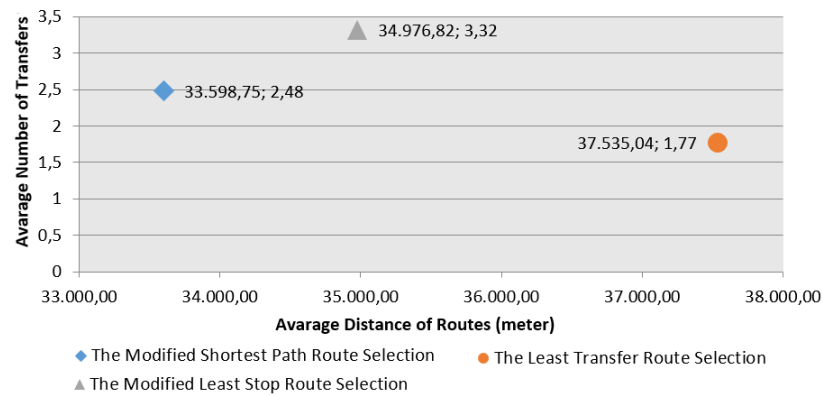 Avarage Number of Transfers
3,5
3
2,5
2
1,5
1
0,5
0
34.976,82; 3,32
33.598,75; 2,48
37.535,04; 1,77
33.000,00 34.000,00 35.000,00 36.000,00 37.000,00 38.000,00
Avarage Distance of Routes (meter)
The Modified Shortest Path Route Selection
The Least Transfer Route Selection
The Modified Least Stop Route Selection